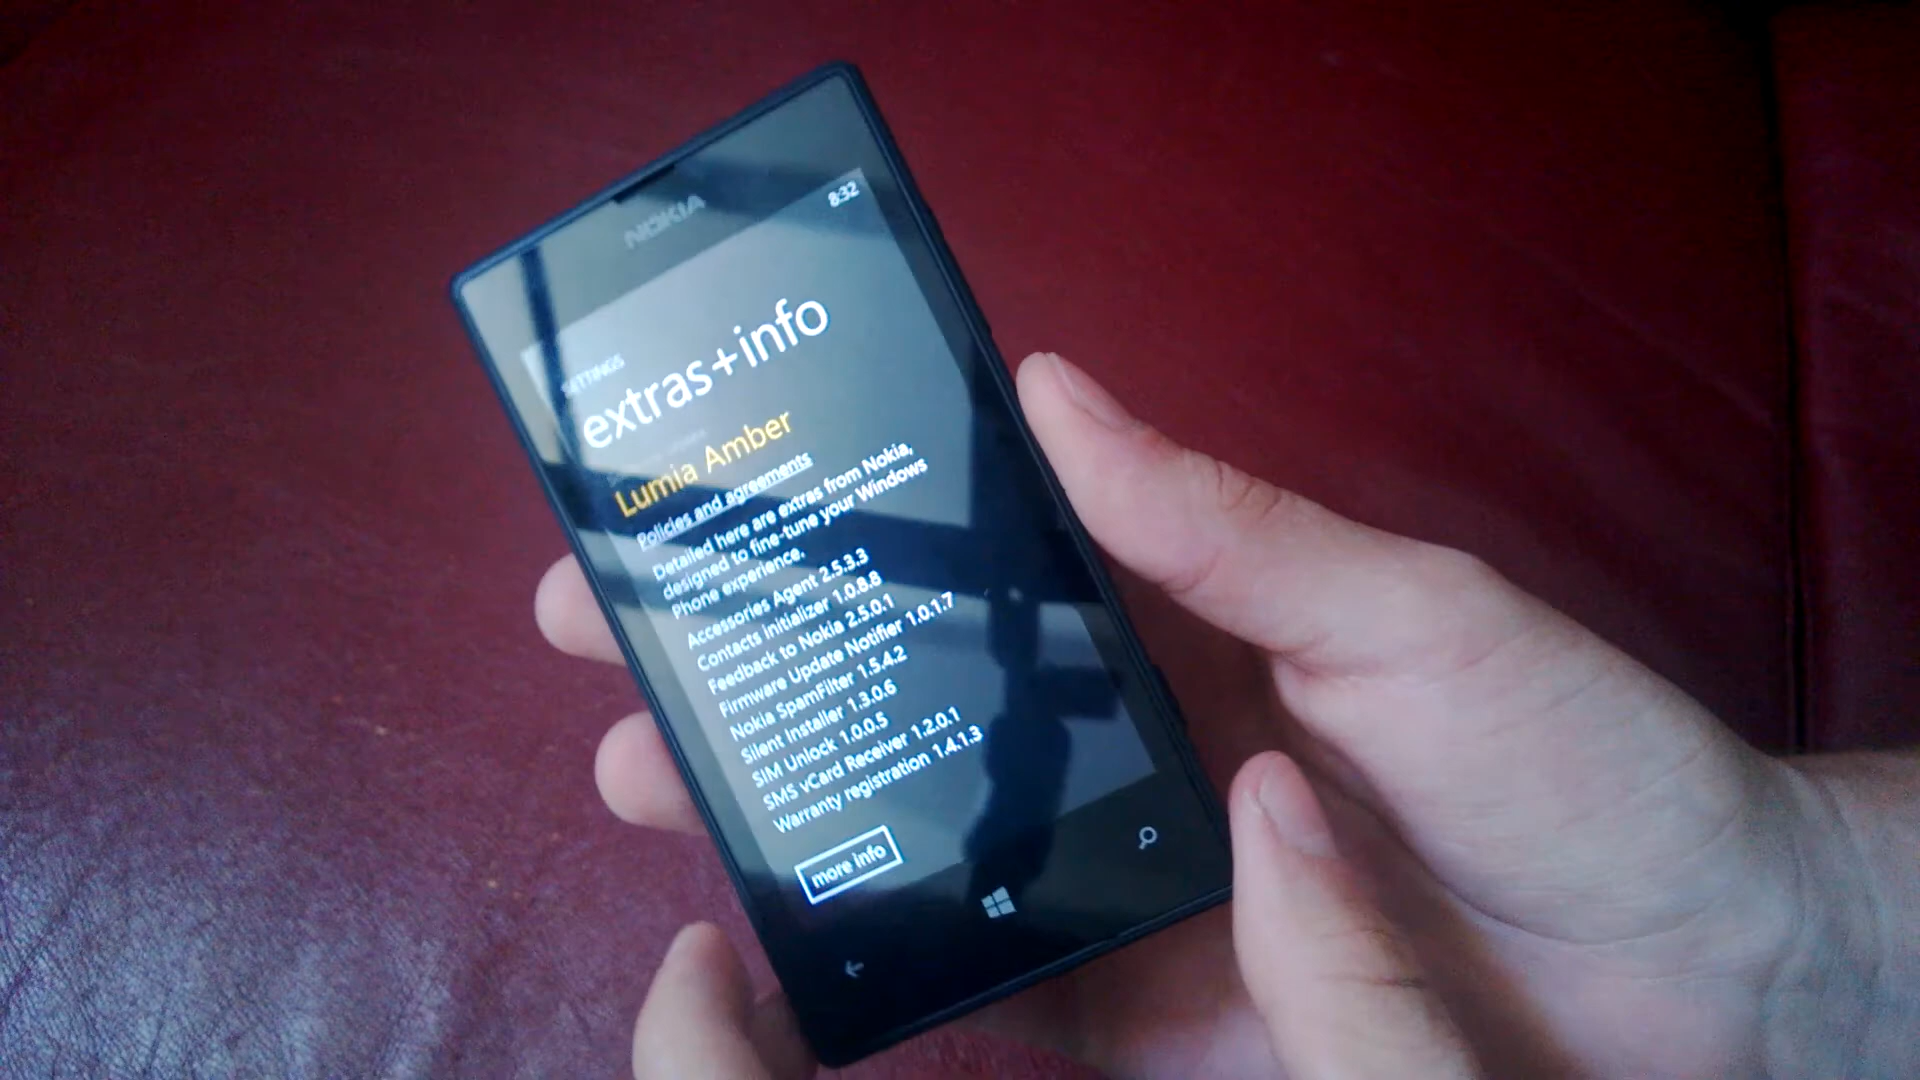 NOKIA
8:32
SETTINGS
extras+info
Lumia Amber
Policies and agreements
Detailed here are extras from Nokia,
designed to fine-tune your Windows
Phone experience.
Accessories Agent 2.5.3.3
Contacts initializer 1.0.8.8
Feedback to Nokia 2.5.0.1
Firmware Update Notifier 1.0.1.7
Nokia SpamFilter 1.5.4.2
Silent Installer 1.3.0.6
SIM Unlock 1.0.0.5
SMS vCard Receiver 1.2.0.1
Warranty registration 1.4.1.3
more info